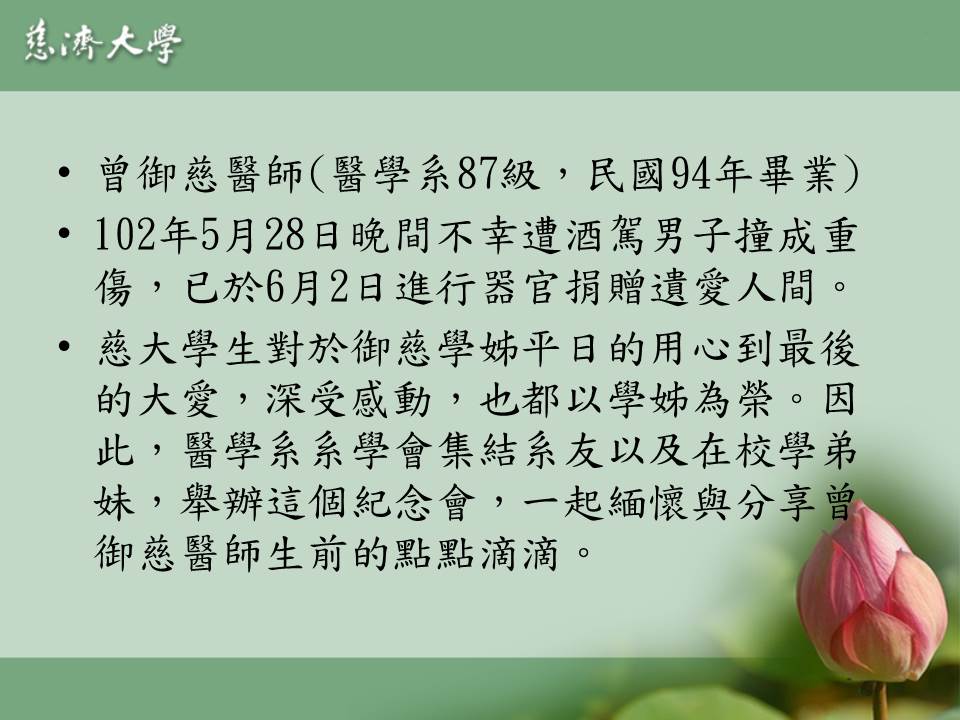 慈濟大學
• 曾御慈醫師(醫學系87級，民國94年畢業)
• 102年5月28日晚間不幸遭酒駕男子撞成重
傷，已於6月2日進行器官捐贈遺愛人間。
• 慈大學生對於御慈學姊平日的用心到最後
的大愛，深受感動，也都以學姊為榮。因
此，醫學系系學會集結系友以及在校學弟
妹，舉辦這個紀念會，一起緬懷與分享曾
御慈醫師生前的點點滴滴。